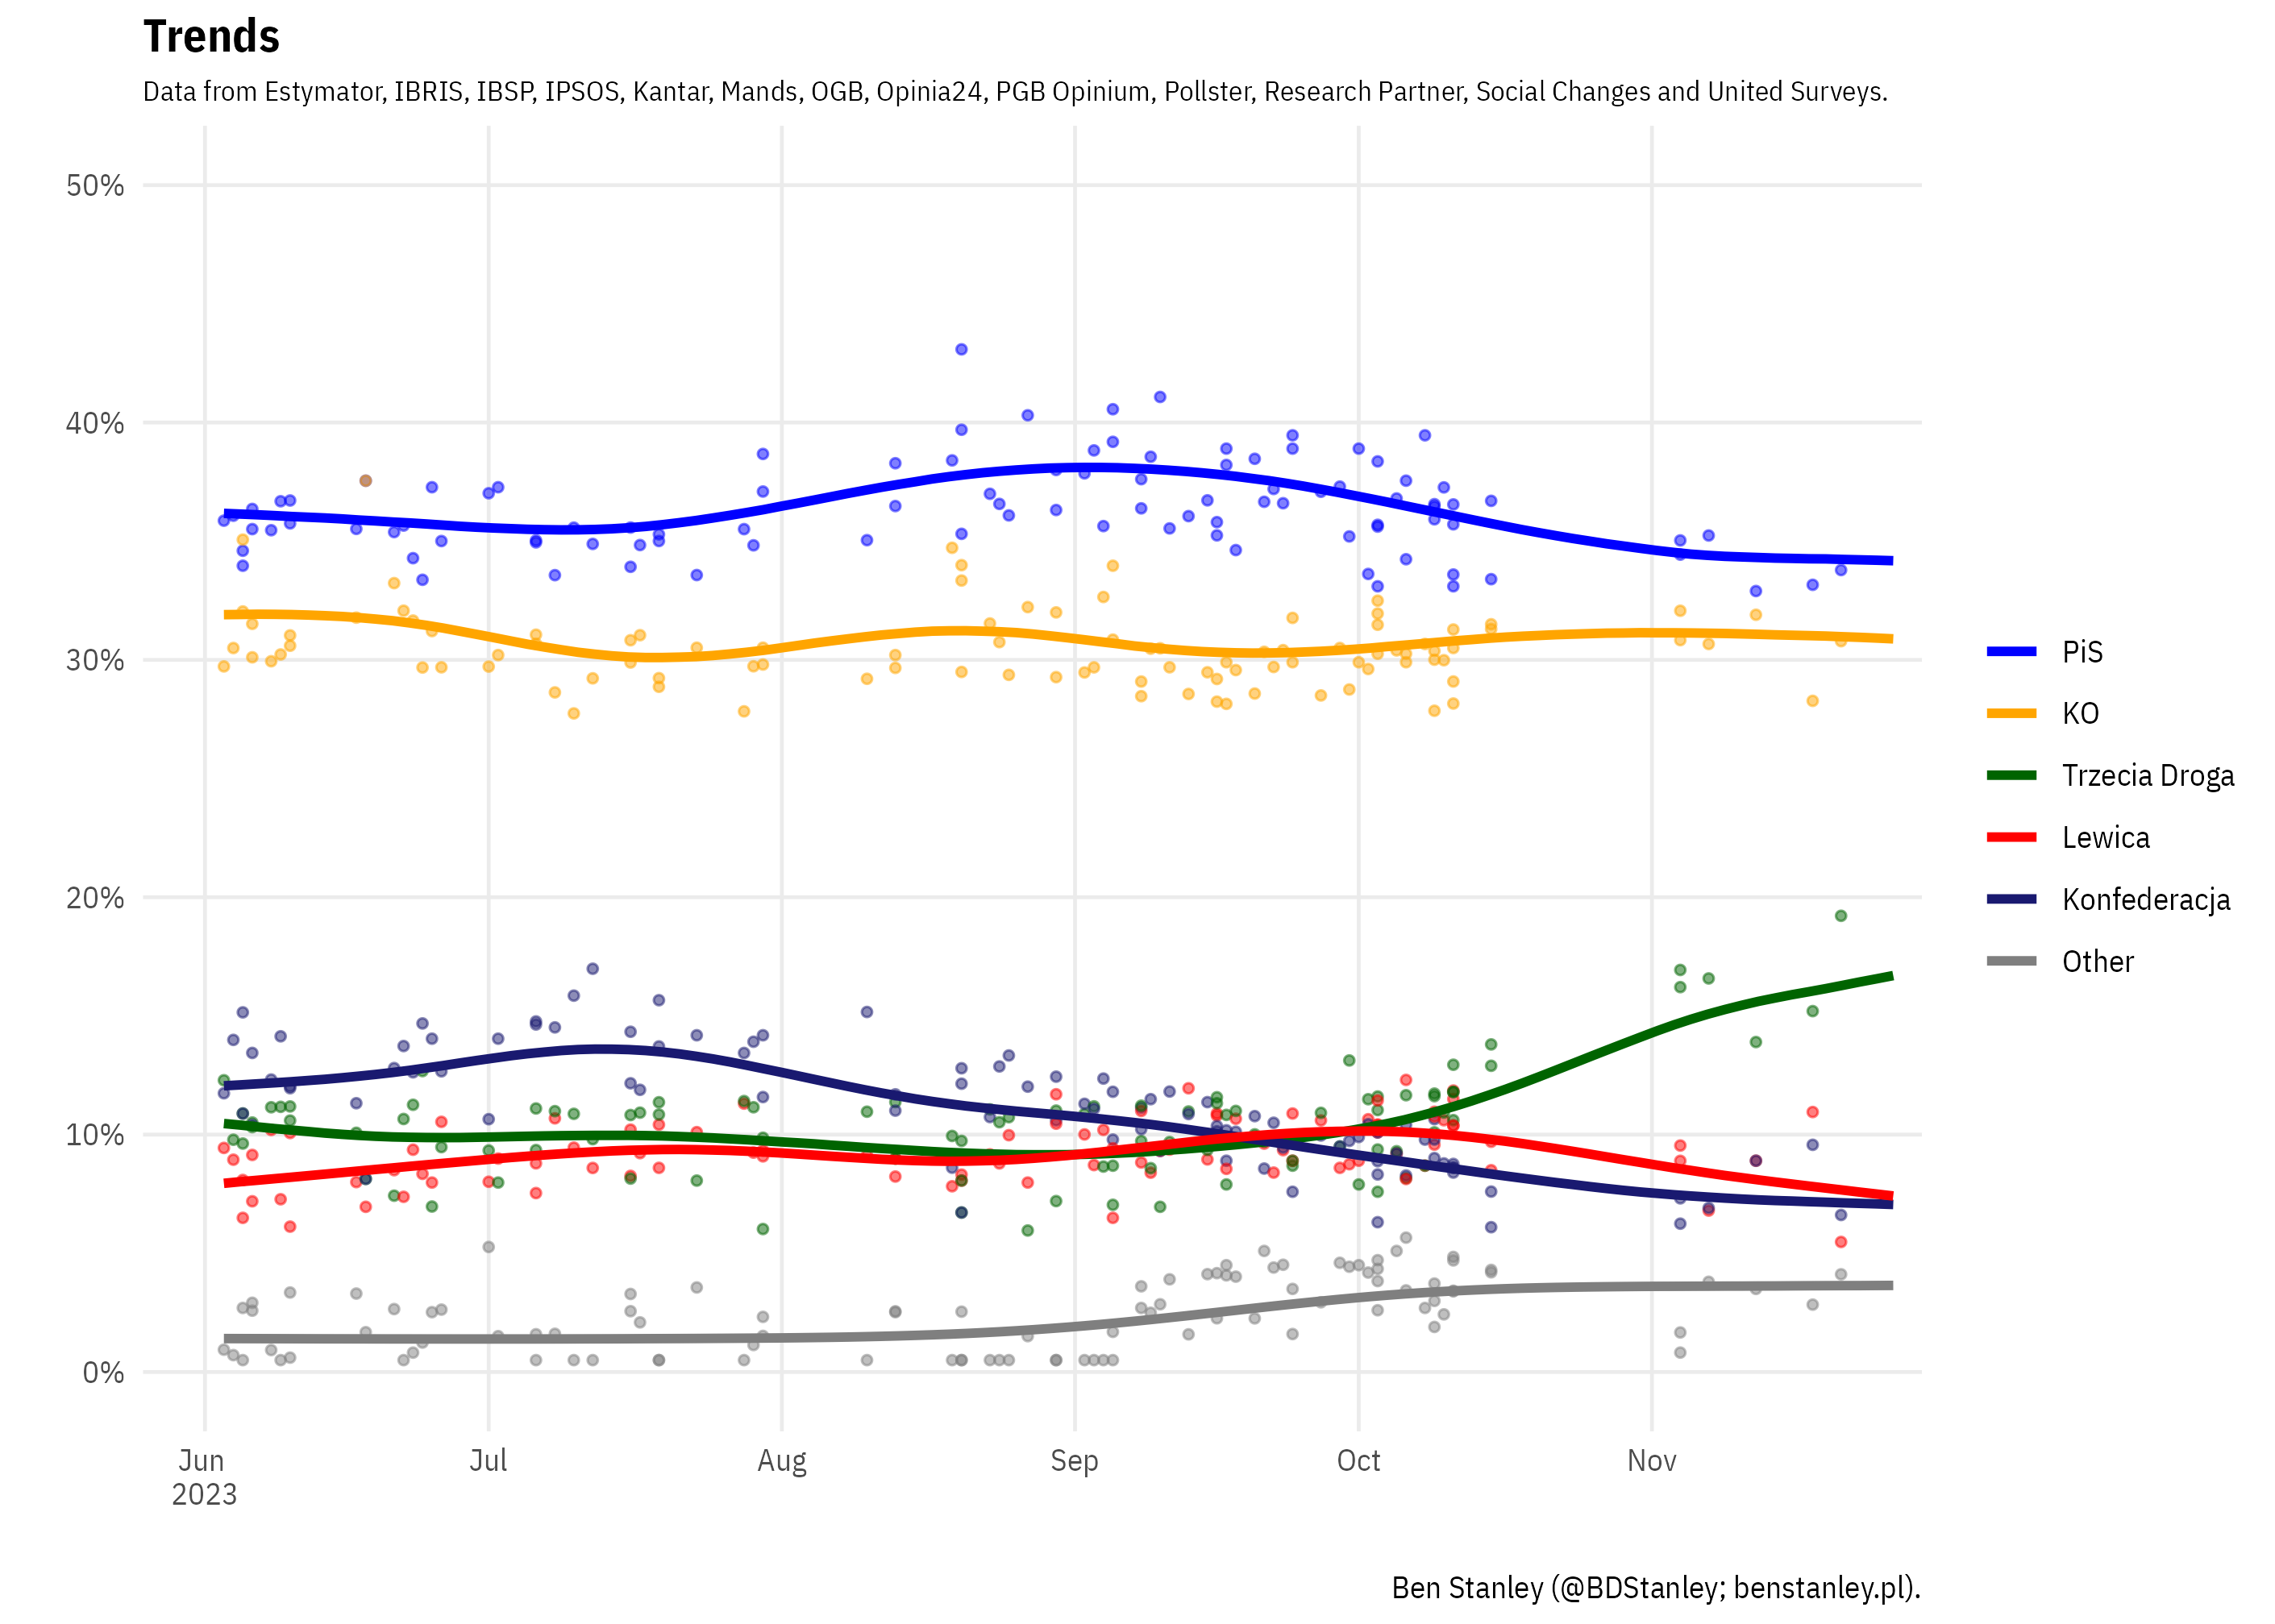 Trends
Data from Estymator, IBRIS, IBSP, IPSOS, Kantar, Mands, OGB, Opinia24, PGB Opinium, Pollster, Research Partner, Social Changes and United Surveys.
50%
40%
30%
20%
10%
0%
Jun
2023
Jul
Aug
Sep
Oct
Nov
PiS
KO
Trzecia Droga
Lewica
Konfederacja
Other
Ben Stanley (@BDStanley; benstanley.pl).